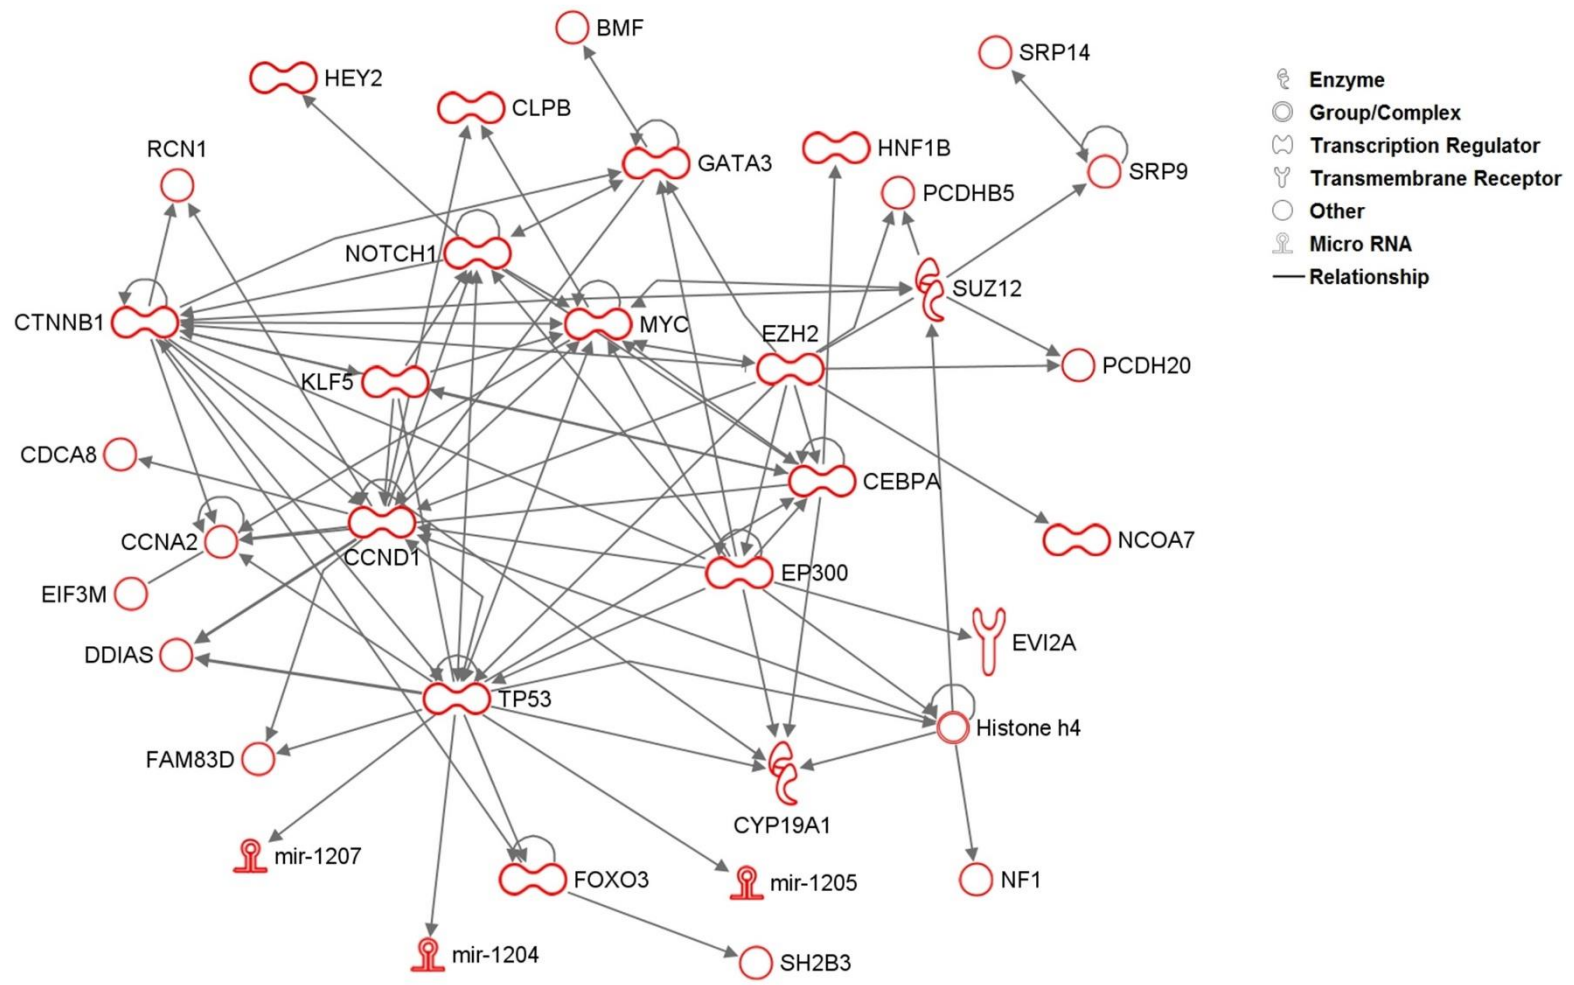 BMF
SRP14
HEY2
CLPB
RCN1
GATA3
HNF1B
PCDHB5
SRP9
NOTCH1
SUZ12
CTNNB1
MYC
EZH2
KLF5
PCDH20
CDCA8
CEBPA
CCNA2
CCND1
NCOA7
EIF3M
EP300
DDIAS
EVI2A
TP53
Histone h4
FAM83D
CYP19A1
mir-1207
FOXO3
mir-1205
NF1
mir-1204
SH2B3
Enzyme
Group/Complex
Transcription Regulator
Transmembrane Receptor
Other
Micro RNA
Relationship